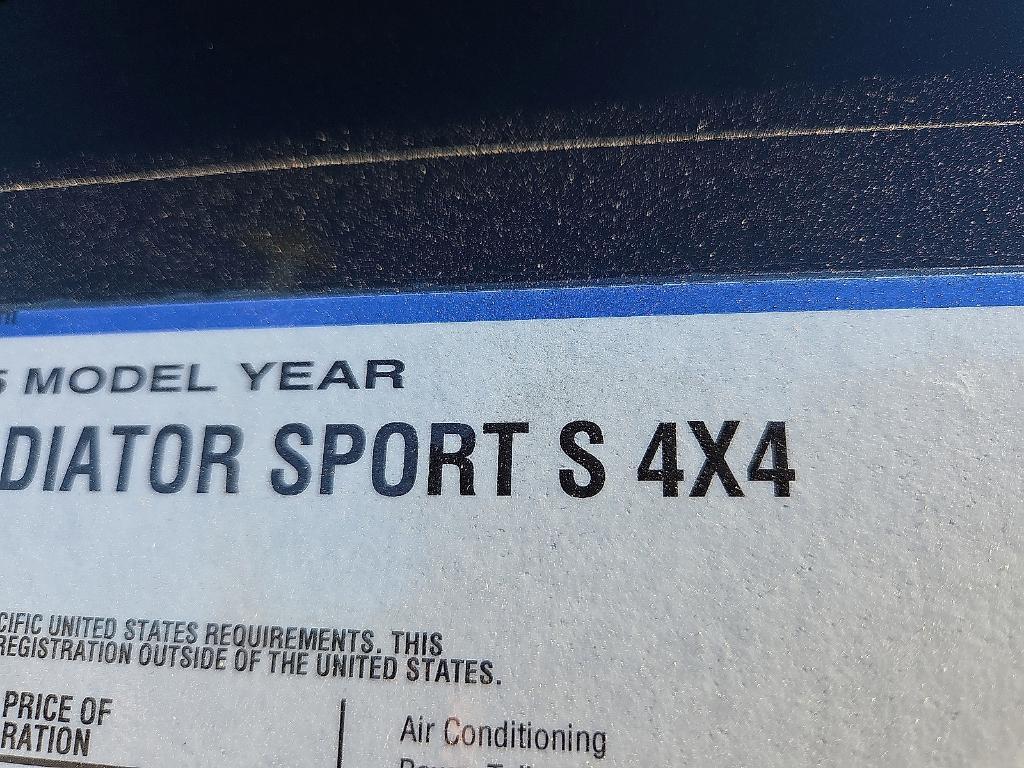 5 MODEL YEAR
DIATOR SPORT S 4X4
CIFIC UNITED STATES REQUIREMENTS. THIS
REGISTRATION OUTSIDE OF THE UNITED STATES.
PRICE OF
RATION
Air Conditioning